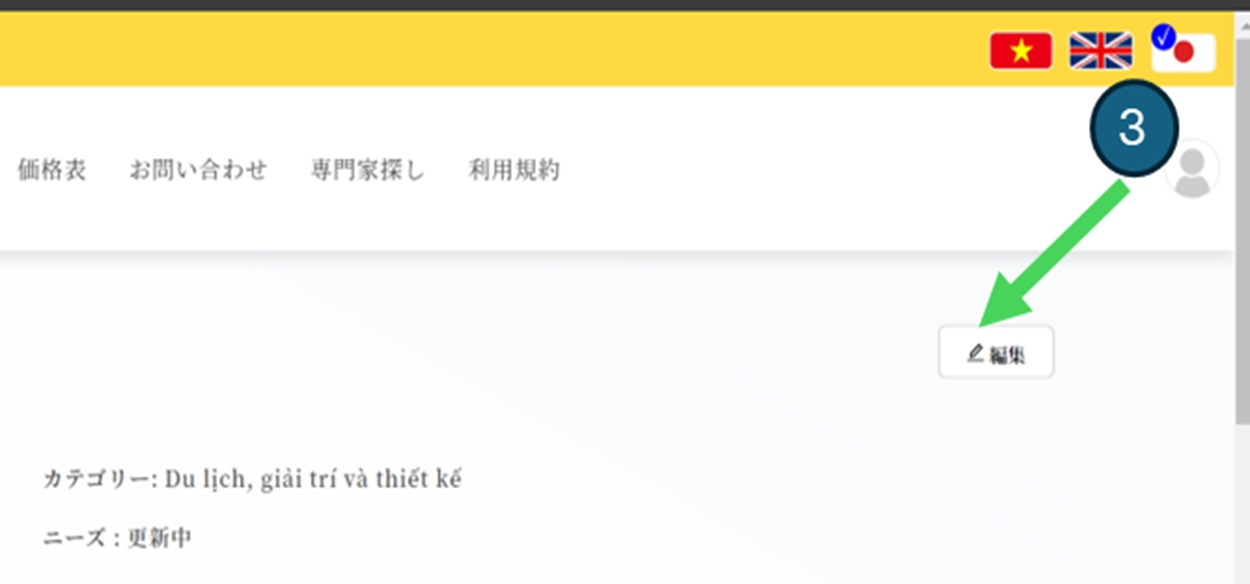 3
価格表 お問い合わせ 専門家探し 利用規約
編集
カテゴリー: Du lịch, giải trí và thiết kế
ニーズ : 更新中